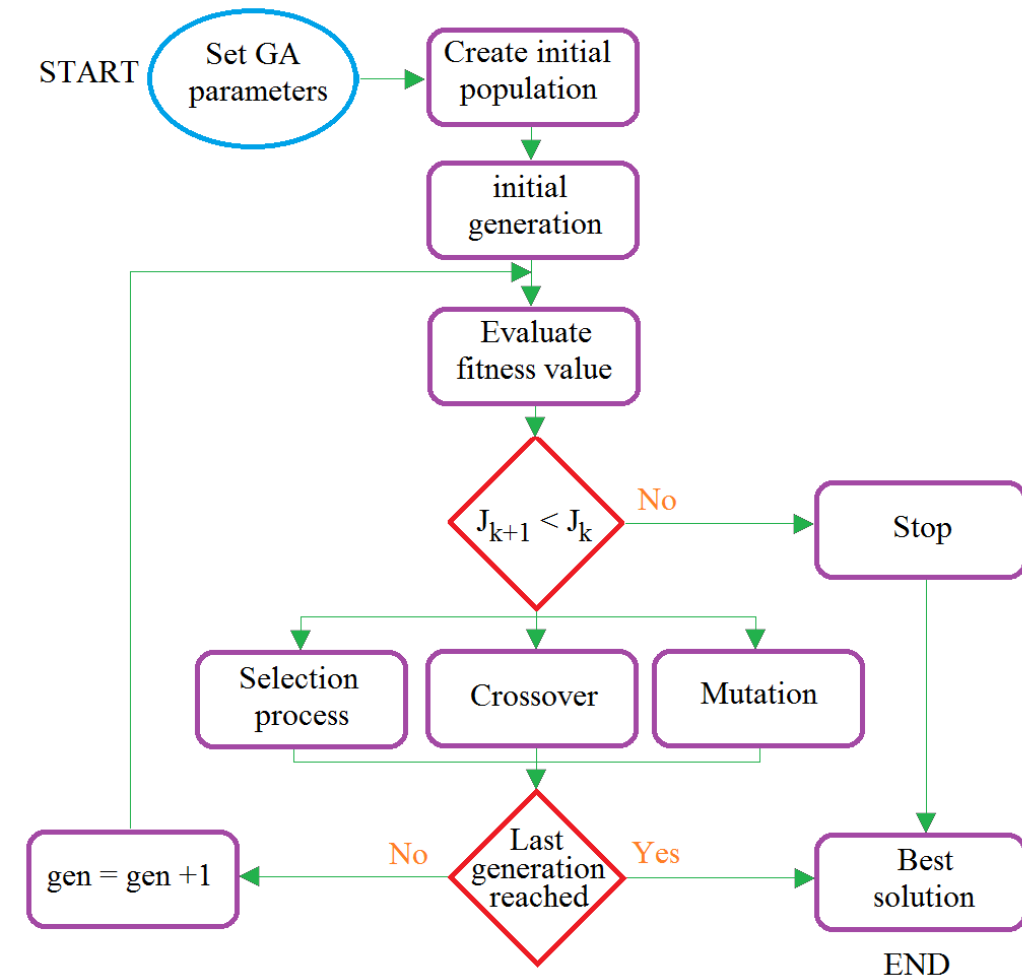 START
Set GA
parameters
Create initial
population
initial
generation
Evaluate
fitness value
J_{k+1} < J_k
No
Stop
Selection
process
Crossover
Mutation
Last
generation
reached
No
Yes
gen = gen +1
Best
solution
END